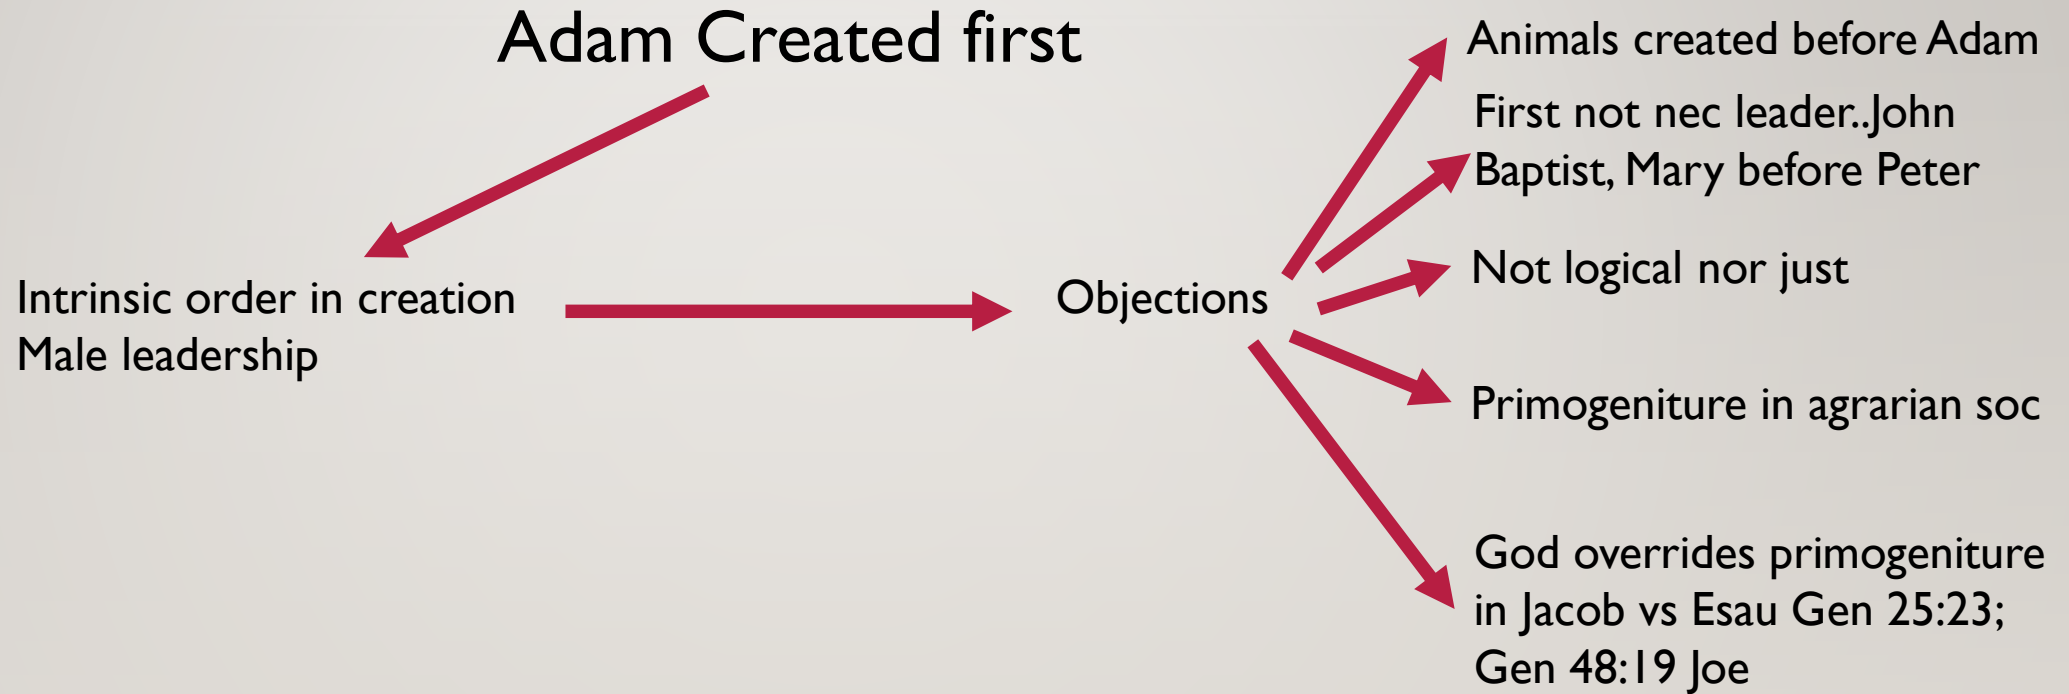 Adam Created first
Intrinsic order in creation
Male leadership
Objections
Animals created before Adam
First not nec leader..John
Baptist, Mary before Peter
Not logical nor just
Primogeniture in agrarian soc
God overrides primogeniture
in Jacob vs Esau Gen 25:23;
Gen 48:19 Joe